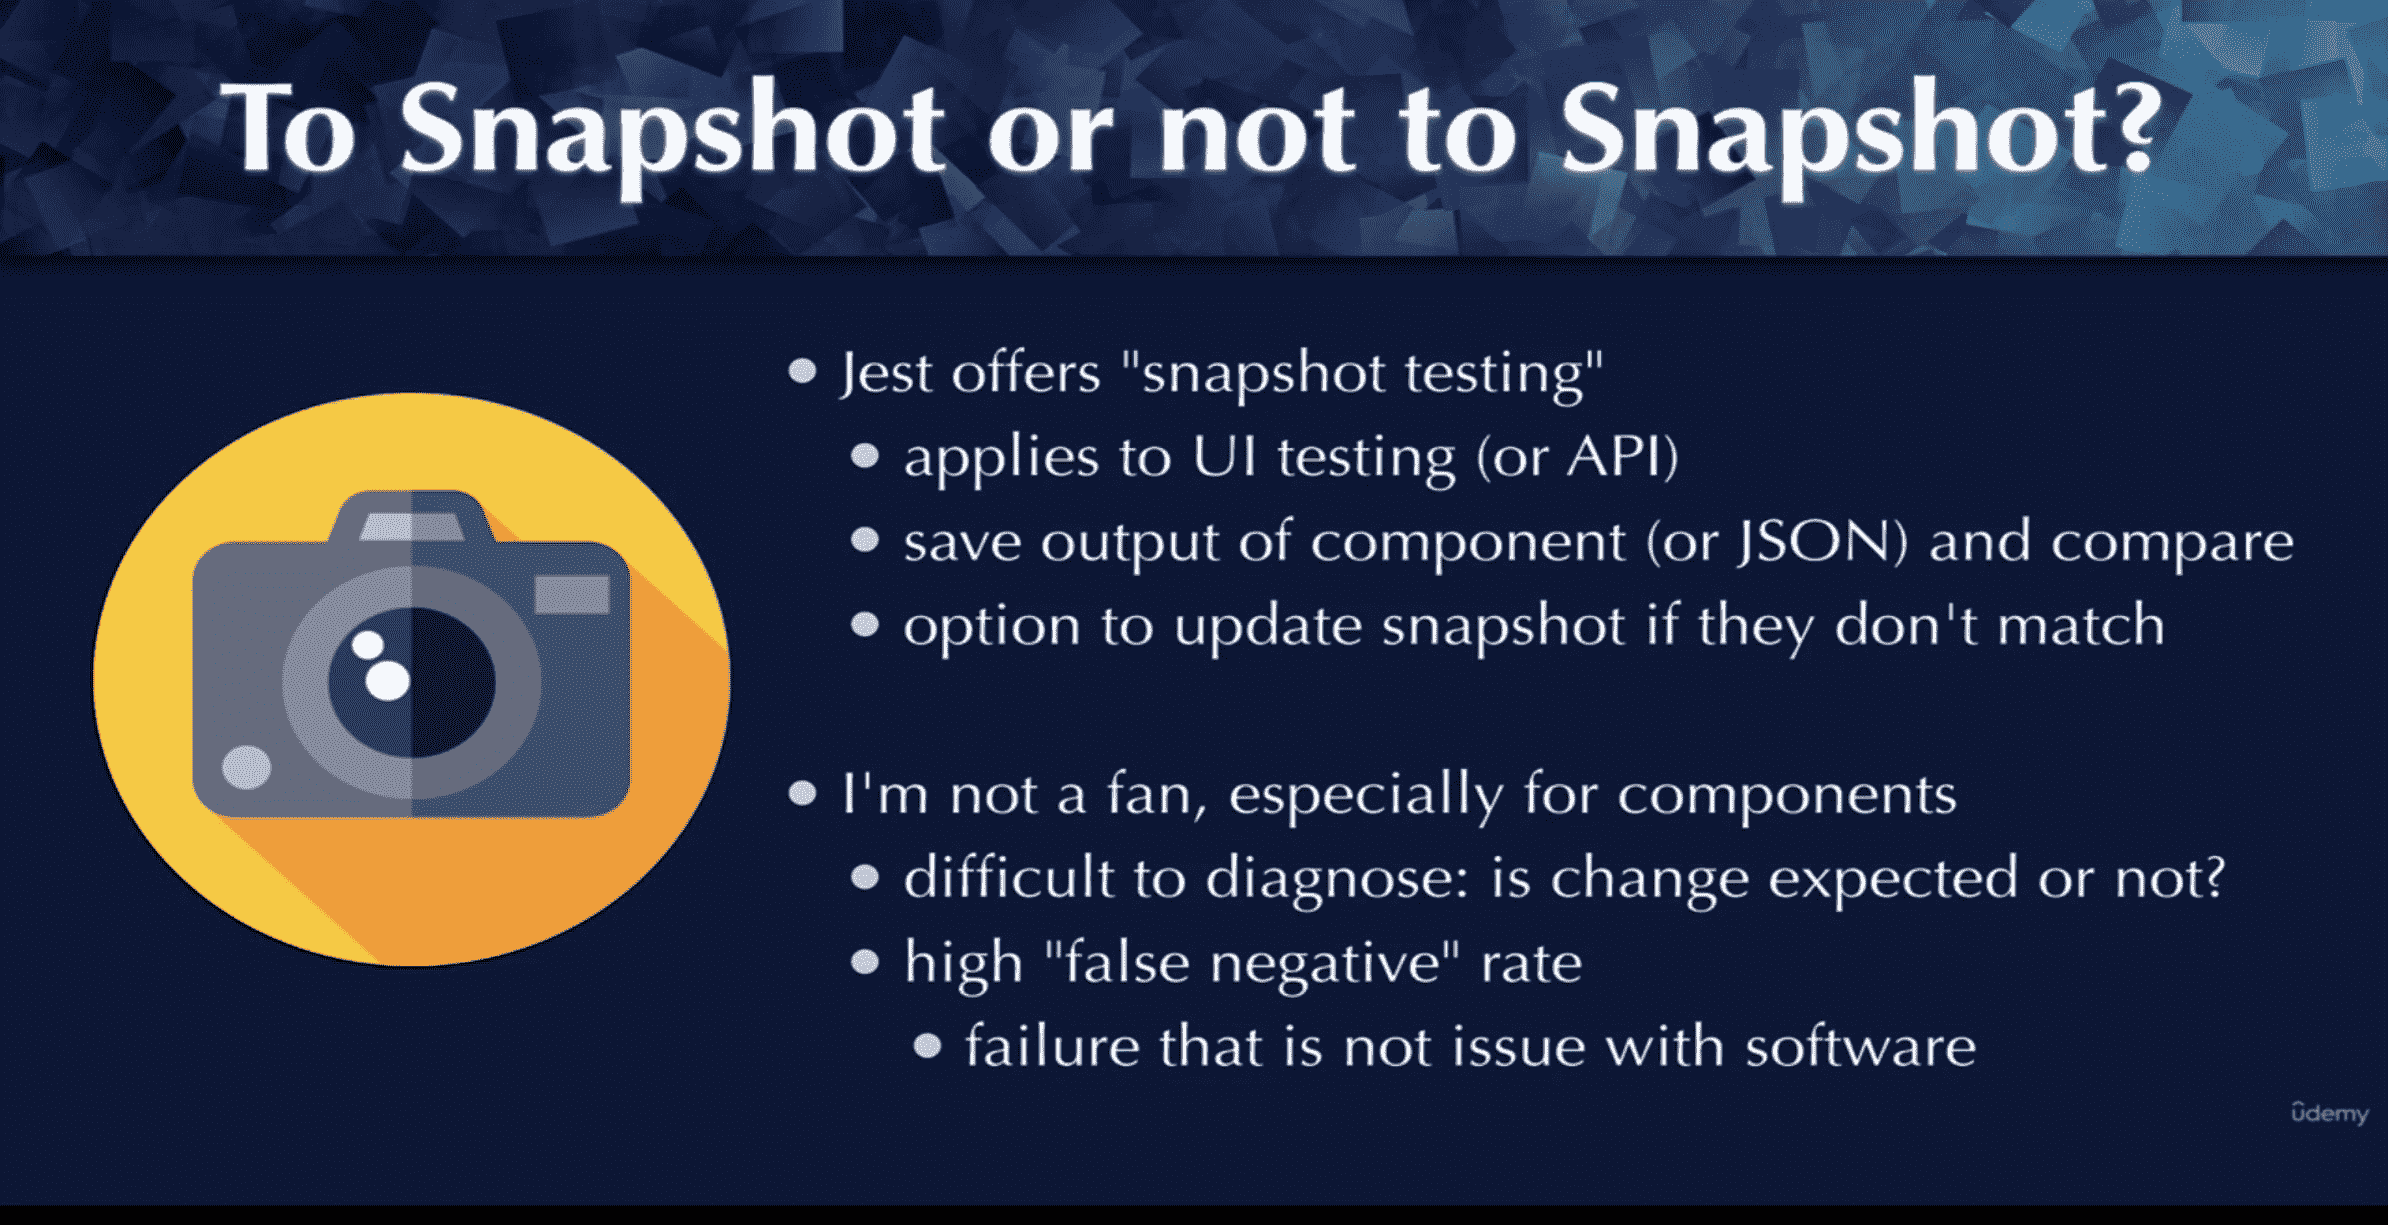 To Snapshot or not to Snapshot?
• Jest offers "snapshot testing"
• applies to UI testing (or API)
• save output of component (or JSON) and compare
• option to update snapshot if they don't match
• I'm not a fan, especially for components
• difficult to diagnose: is change expected or not?
• high "false negative" rate
• failure that is not issue with software
ûdemy